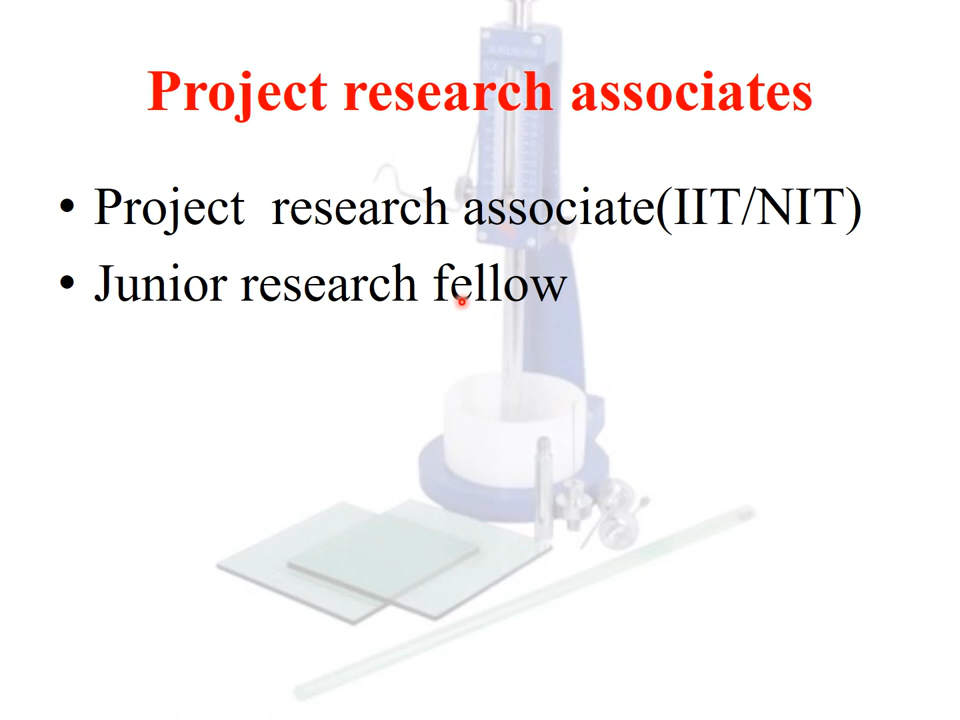 Project research associates
• Project research associate(IIT/NIT)
• Junior research fellow